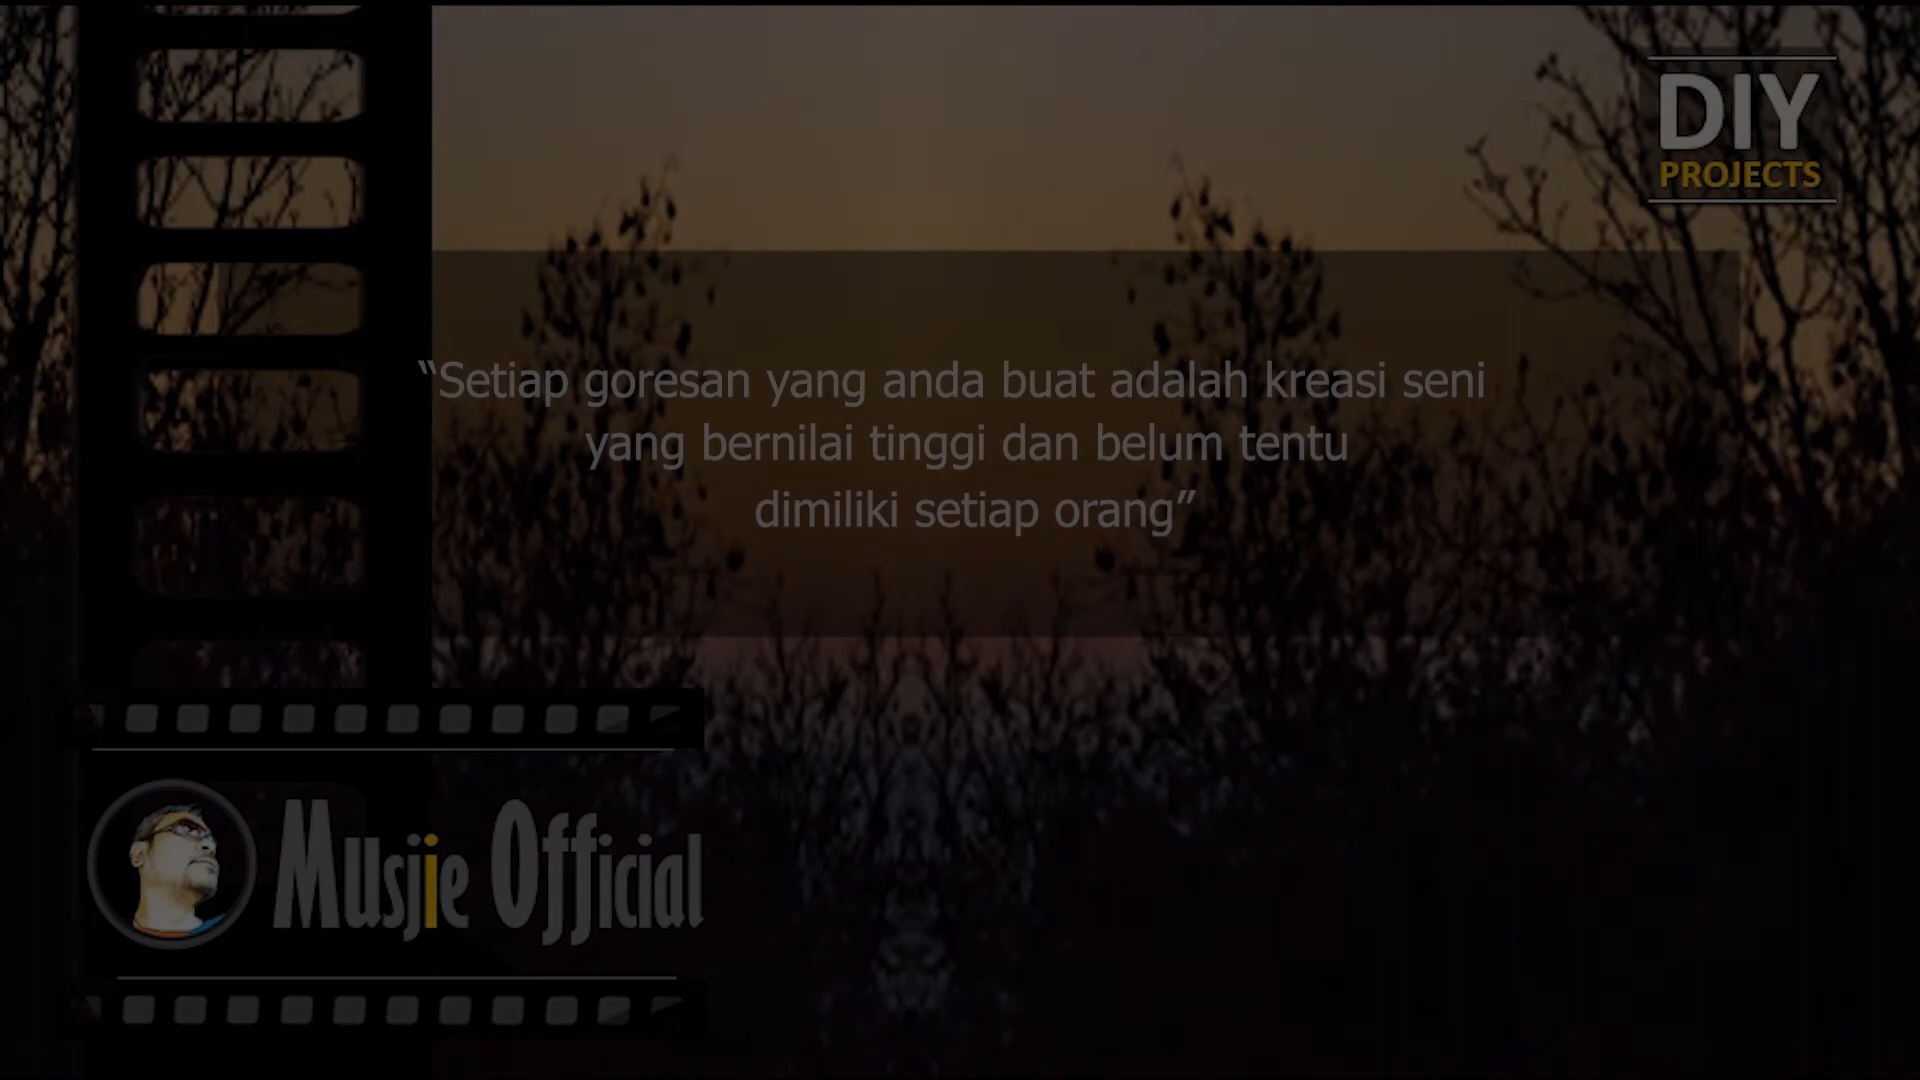 DIY
PROJECTS
“Setiap goresan yang anda buat adalah kreasi seni
yang bernilai tinggi dan belum tentu
dimiliki setiap orang”
Musjie Official